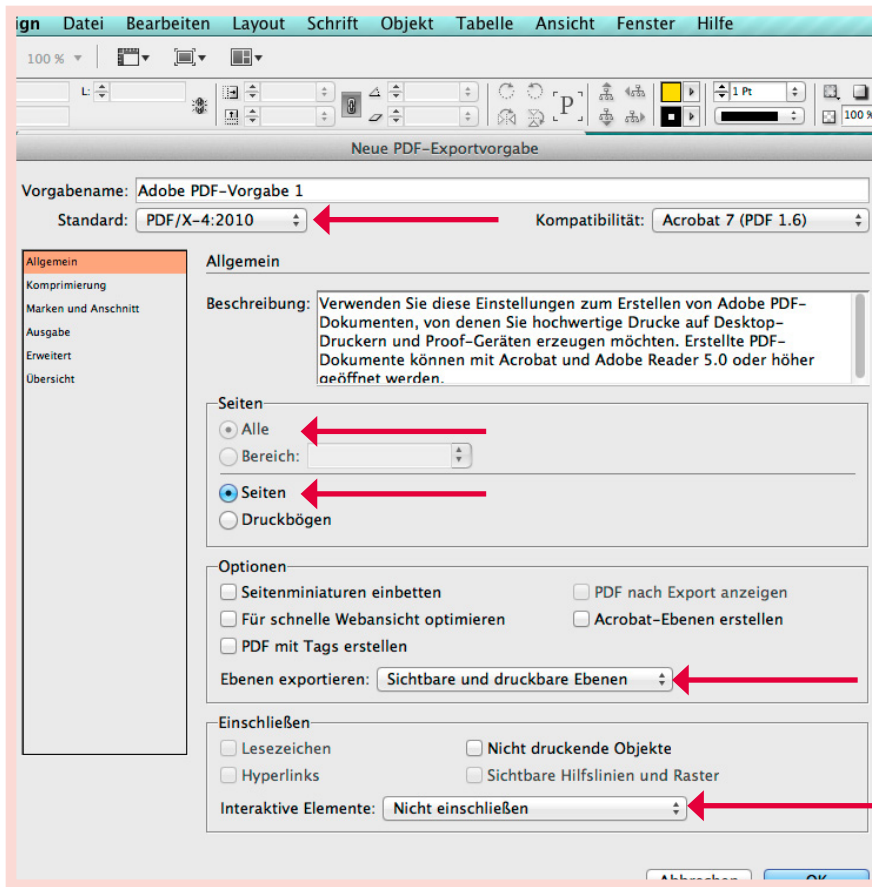 ign Datei Bearbeiten Layout Schrift Objekt Tabelle Ansicht Fenster Hilfe
100 %
L: 1 Pt
P 100 %
Neue PDF-Exportvorgabe
Vorgabename: Adobe PDF-Vorgabe 1
Standard: PDF/X-4:2010 Kompatibilität: Acrobat 7 (PDF 1.6)
Allgemein
Komprimierung
Marken und Anschnitt
Ausgabe
Erweitert
Übersicht
Allgemein
Beschreibung: Verwenden Sie diese Einstellungen zum Erstellen von Adobe PDF-
Dokumenten, von denen Sie hochwertige Drucke auf Desktop-
Druckern und Proof-Geräten erzeugen möchten. Erstellte PDF-
Dokumente können mit Acrobat und Adobe Reader 5.0 oder höher
geöffnet werden.
Seiten
Alle
Bereich:
Seiten
Druckbögen
Optionen
Seitenminiaturen einbetten PDF nach Export anzeigen
Für schnelle Webansicht optimieren Acrobat-Ebenen erstellen
PDF mit Tags erstellen
Ebenen exportieren: Sichtbare und druckbare Ebenen
Einschließen
Lesezeichen Nicht druckende Objekte
Hyperlinks Sichtbare Hilfslinien und Raster
Interaktive Elemente: Nicht einschließen
Abbrechen OK